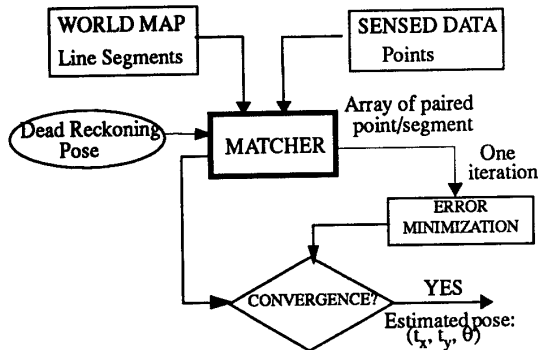 WORLD MAP
Line Segments
SENSED DATA
Points
Dead Reckoning
Pose
MATCHER
Array of paired
point/segment
One
iteration
ERROR
MINIMIZATION
CONVERGENCE?
YES
Estimated pose:
(tx, ty, θ)